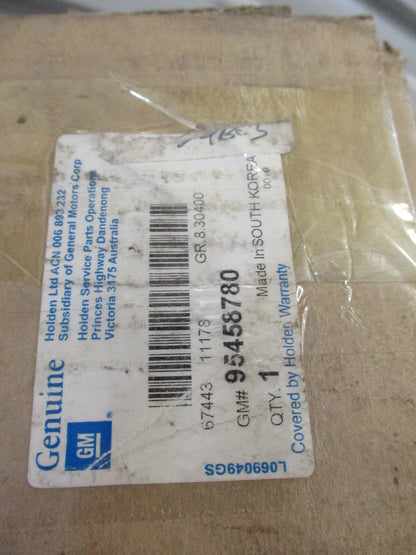 Genuine
GM
Holden Ltd ACN 006 893 232
Subsidiary of General Motors Corp
Holden Service Parts Operations
Princes Highway Dandenong
Victoria 3175 Australia
67443 11178 GR.8.30400
GM# 95458780
QTY. 1 Made In SOUTH KOREA
Covered by Holden Warranty
L069049GS